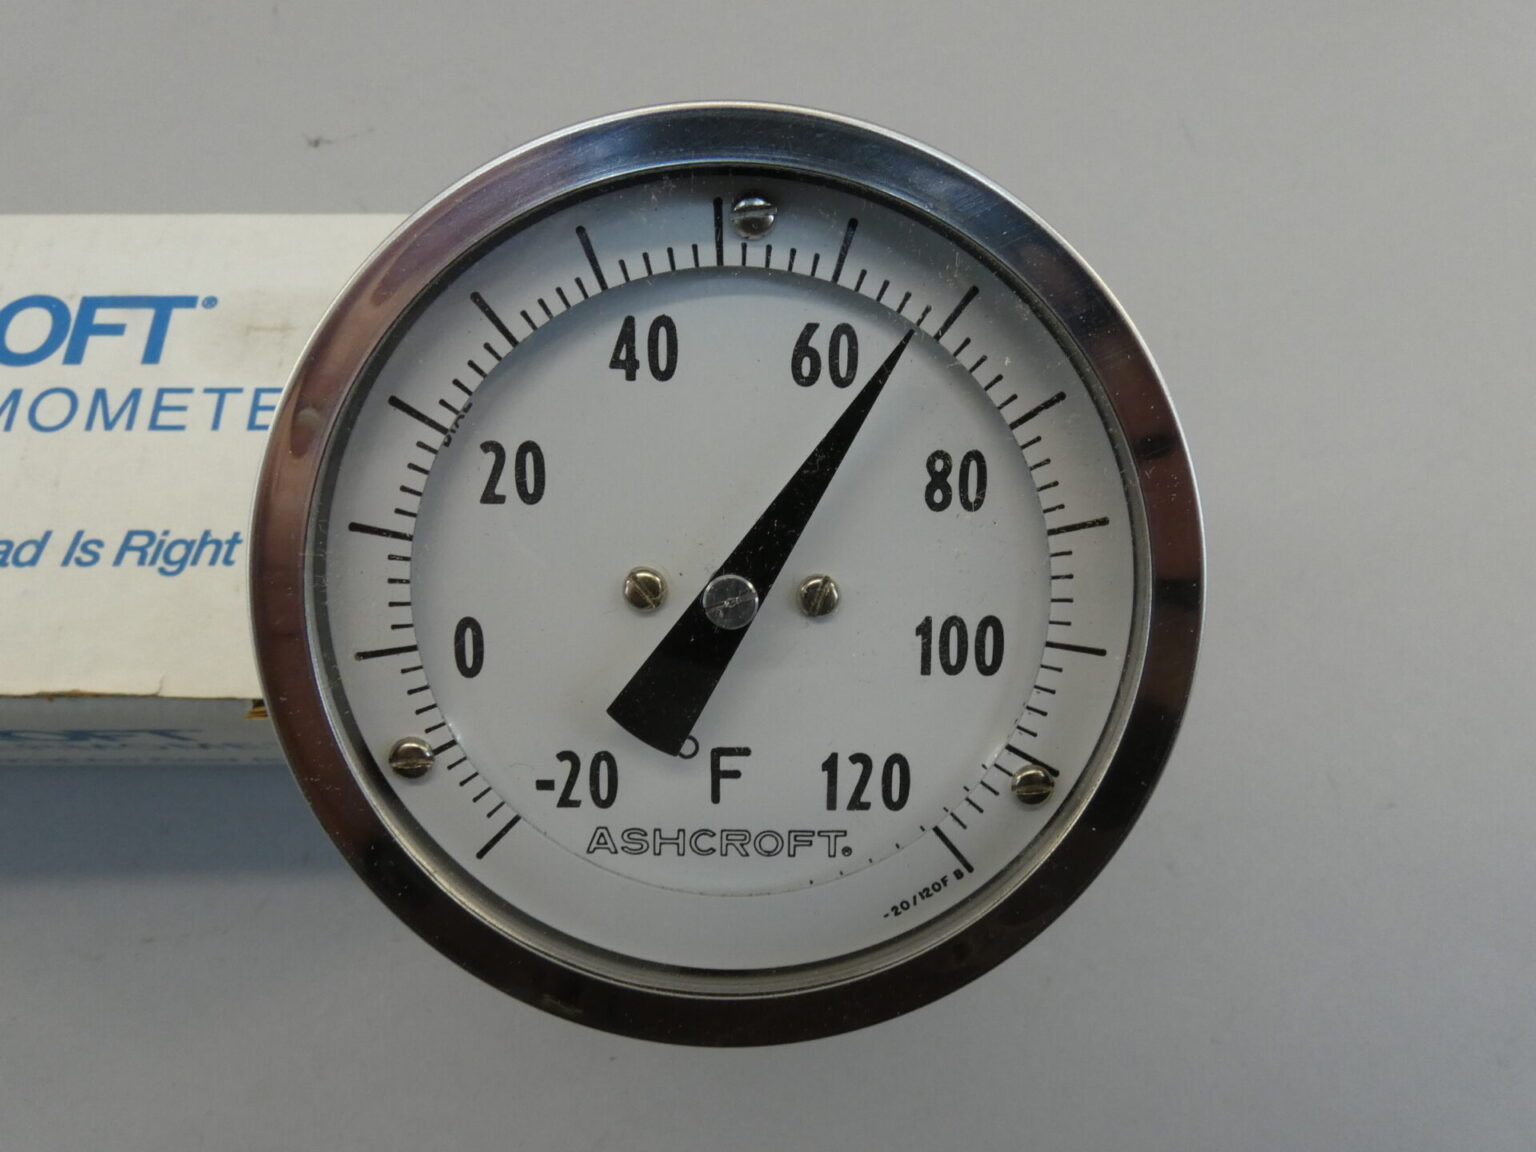 OFT®
MOMETE
ad Is Right
40
60
20
80
0
100
-20
°F
120
ASHCROFT®
-20/120F B